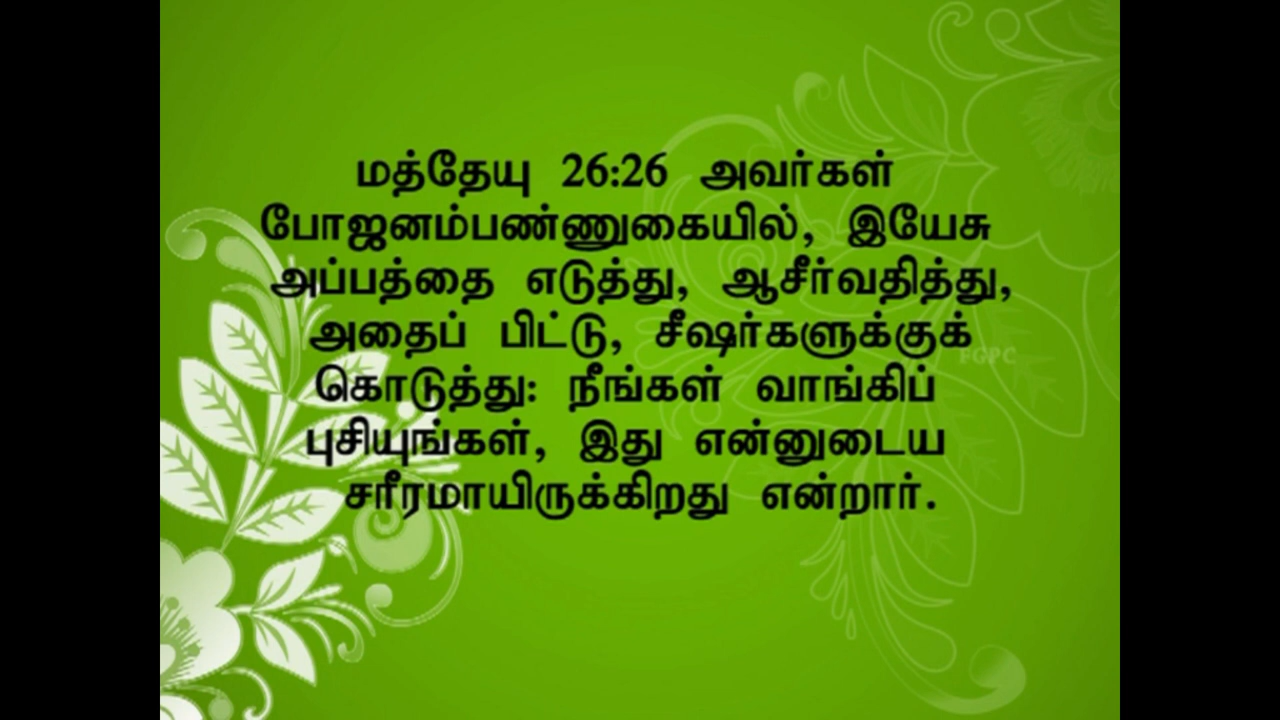 மத்தேயு 26:26 அவர்கள்
போஜனம்பண்ணுகையில், இயேசு
அப்பத்தை எடுத்து, ஆசீர்வதித்து,
அதைப் பிட்டு, சீஷர்களுக்குக்
கொடுத்து: நீங்கள் வாங்கிப்
புசியுங்கள், இது என்னுடைய
சரீரமாயிருக்கிறது என்றார்.
FGPC